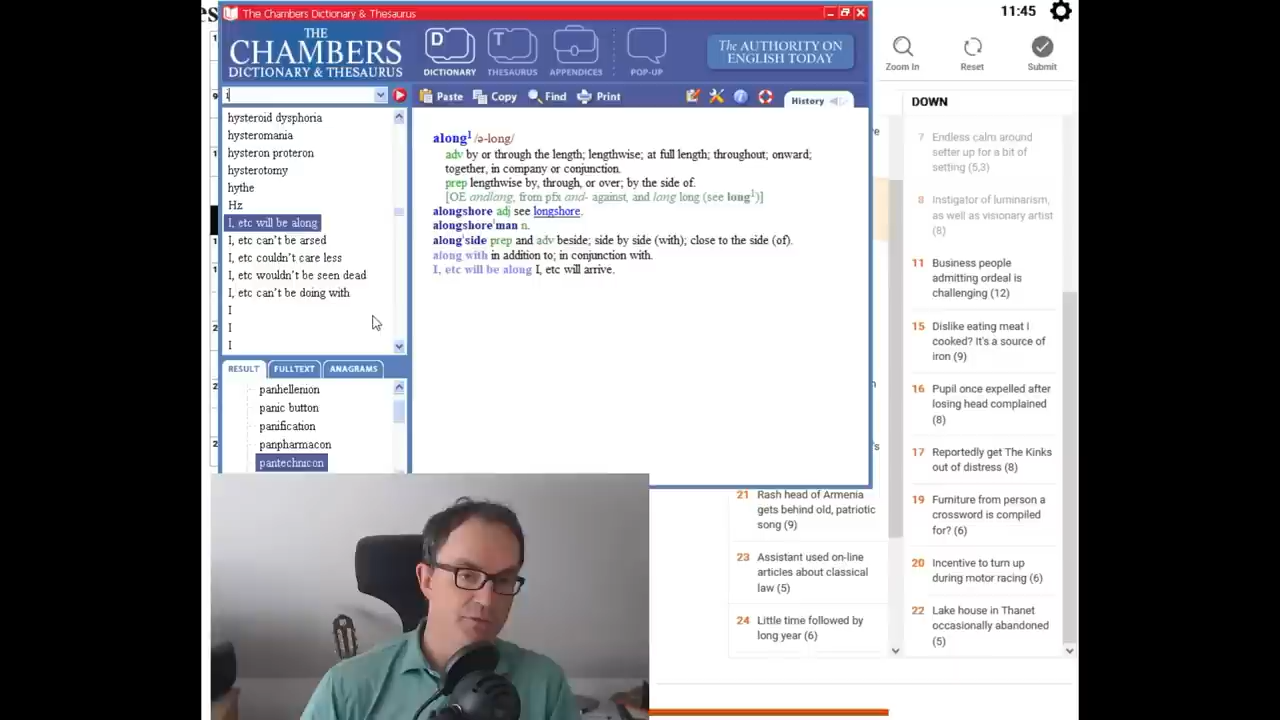 es
The Chambers Dictionary & Thesaurus
11:45
THE
CHAMBERS
DICTIONARY & THESAURUS
D
DICTIONARY
T
THESAURUS
APPENDICES
POP-UP
The AUTHORITY ON
ENGLISH TODAY
Zoom In
Reset
Submit
i
Paste
Copy
Find
Print
History
DOWN
hysteroid dysphoria
hysteromania
hysteron proteron
hysterotomy
hythe
Hz
I, etc will be along
I, etc can't be arsed
I, etc couldn't care less
I, etc wouldn't be seen dead
I, etc can't be doing with
I
I
I
along¹ /ə-long/
adv by or through the length; lengthwise; at full length; throughout; onward;
together, in company or conjunction.
prep lengthwise by, through, or over; by the side of.
[OE andlang, from pfx and- against, and lang long (see long¹)]
alongshore adj see longshore.
alongshore'man n.
along'side prep and adv beside; side by side (with); close to the side (of).
along with in addition to; in conjunction with.
I, etc will be along I, etc will arrive.
RESULT
FULLTEXT
ANAGRAMS
panhellenion
panic button
panification
panpharmacon
pantechnicon
21 Rash head of Armenia
gets behind old, patriotic
song (9)
23 Assistant used on-line
articles about classical
law (5)
24 Little time followed by
long year (6)
7 Endless calm around
setter up for a bit of
setting (5,3)
8 Instigator of luminarism,
as well as visionary artist
(8)
11 Business people
admitting ordeal is
challenging (12)
15 Dislike eating meat I
cooked? It's a source of
iron (9)
16 Pupil once expelled after
losing head complained
(8)
17 Reportedly get The Kinks
out of distress (8)
19 Furniture from person a
crossword is compiled
for? (6)
20 Incentive to turn up
during motor racing (6)
22 Lake house in Thanet
occasionally abandoned
(5)